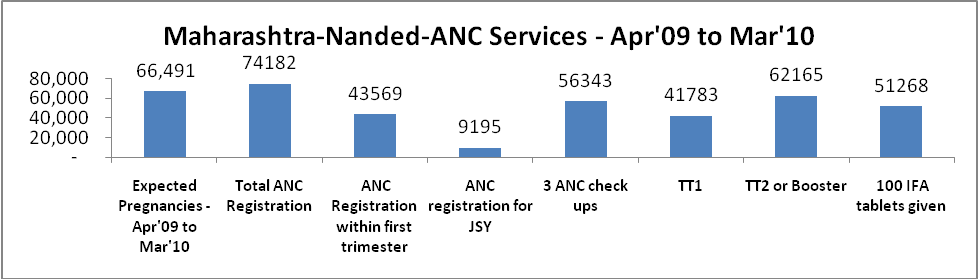 Maharashtra-Nanded-ANC Services - Apr'09 to Mar'10
66,491
74182
43569
9195
56343
41783
62165
51268
80,000
60,000
40,000
20,000
-
Expected
Pregnancies -
Apr'09 to
Mar'10
Total ANC
Registration
ANC
Registration
within first
trimester
ANC
registration for
JSY
3 ANC check
ups
TT1
TT2 or Booster
100 IFA
tablets given